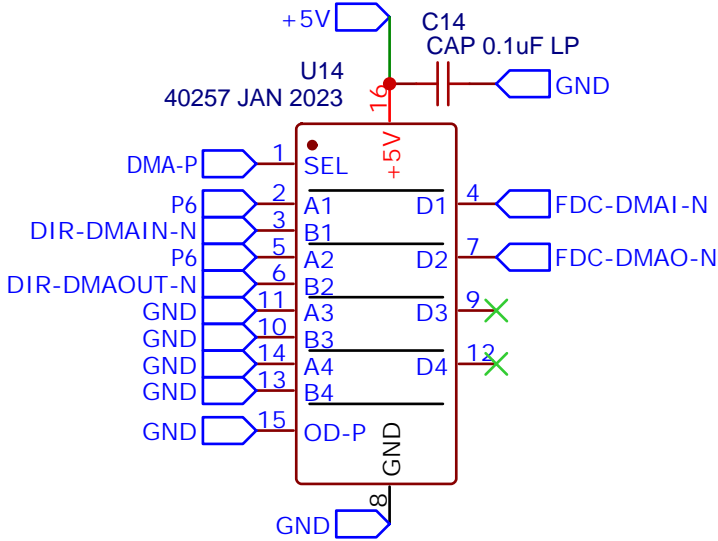 +5V
C14
CAP 0.1uF LP
GND
U14
40257 JAN 2023
16
+5V
DMA-P 1 SEL
P6 2 A1 D1 4 FDC-DMAI-N
DIR-DMAIN-N 3 B1
P6 5 A2 D2 7 FDC-DMAO-N
DIR-DMAOUT-N 6 B2
GND 11 A3 D3 9
GND 10 B3
GND 14 A4 D4 12
GND 13 B4
GND 15 OD-P
GND
8
GND